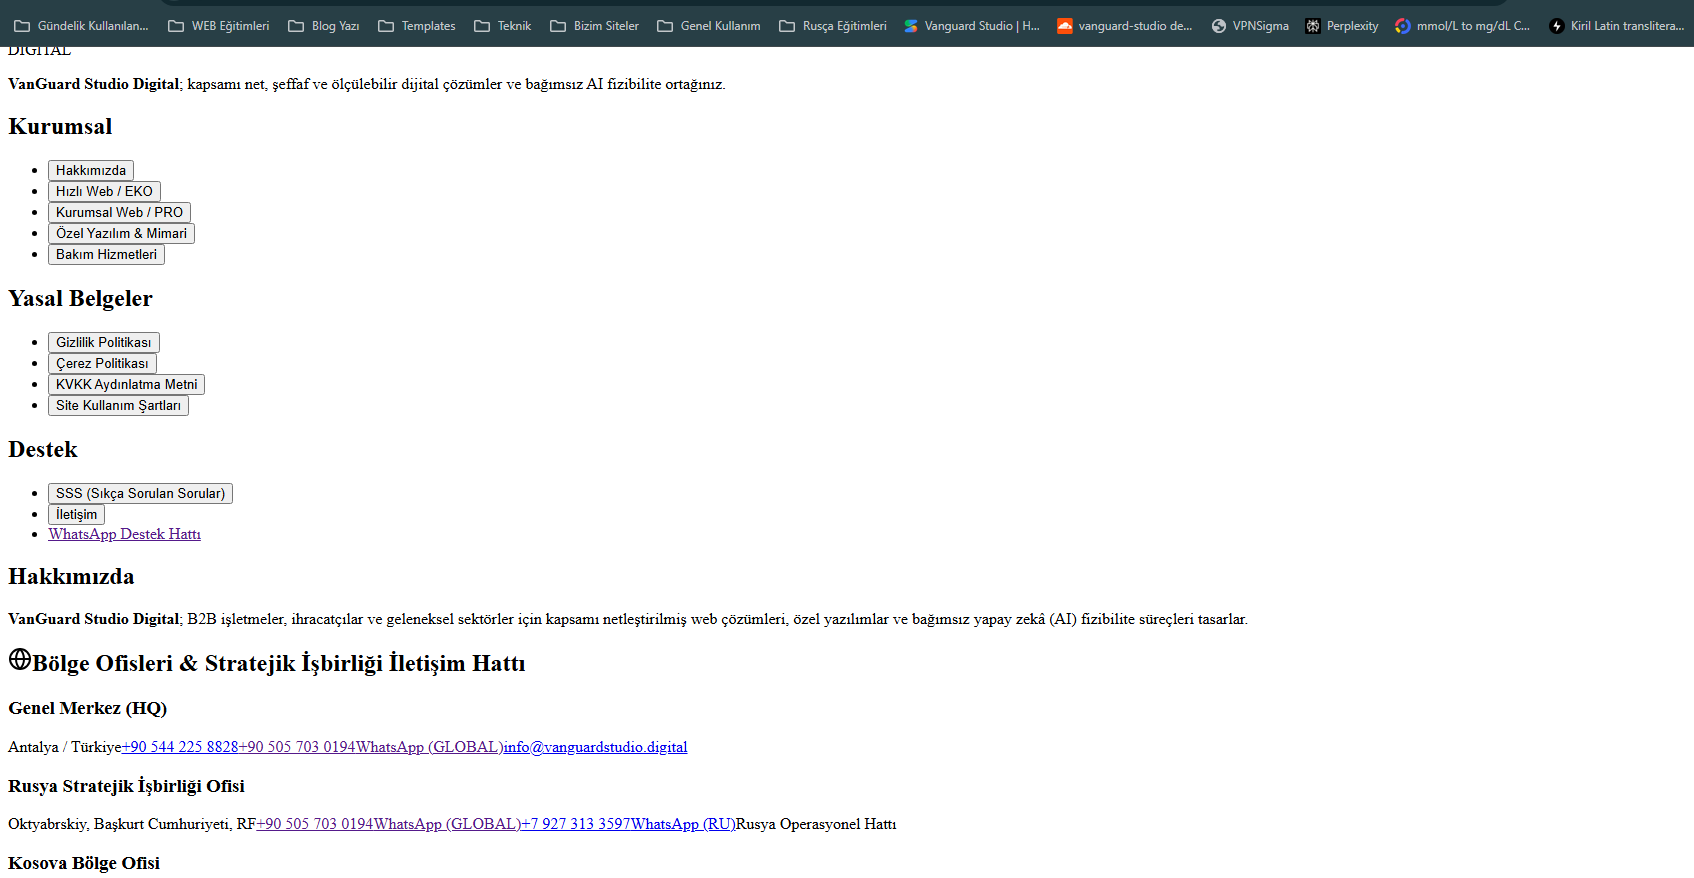 Gündelik Kullanılan... WEB Eğitimleri Blog Yazı Templates Teknik Bizim Siteler Genel Kullanım Rusça Eğitimleri Vanguard Studio | H... vanguard-studio de... VPNSigma Perplexity mmol/L to mg/dL C... Kiril Latin translitera...
DIGITAL
VanGuard Studio Digital; kapsamı net, şeffaf ve ölçülebilir dijital çözümler ve bağımsız AI fizibilite ortağınız.
Kurumsal
Hakkımızda
Hızlı Web / EKO
Kurumsal Web / PRO
Özel Yazılım & Mimari
Bakım Hizmetleri
Yasal Belgeler
Gizlilik Politikası
Çerez Politikası
KVKK Aydınlatma Metni
Site Kullanım Şartları
Destek
SSS (Sıkça Sorulan Sorular)
İletişim
WhatsApp Destek Hattı
Hakkımızda
VanGuard Studio Digital; B2B işletmeler, ihracatçılar ve geleneksel sektörler için kapsamı netleştirilmiş web çözümleri, özel yazılımlar ve bağımsız yapay zekâ (AI) fizibilite süreçleri tasarlar.
Bölge Ofisleri & Stratejik İşbirliği İletişim Hattı
Genel Merkez (HQ)
Antalya / Türkiye+90 544 225 8828+90 505 703 0194WhatsApp (GLOBAL)info@vanguardstudio.digital
Rusya Stratejik İşbirliği Ofisi
Oktyabrskiy, Başkurt Cumhuriyeti, RF+90 505 703 0194WhatsApp (GLOBAL)+7 927 313 3597WhatsApp (RU)Rusya Operasyonel Hattı
Kosova Bölge Ofisi